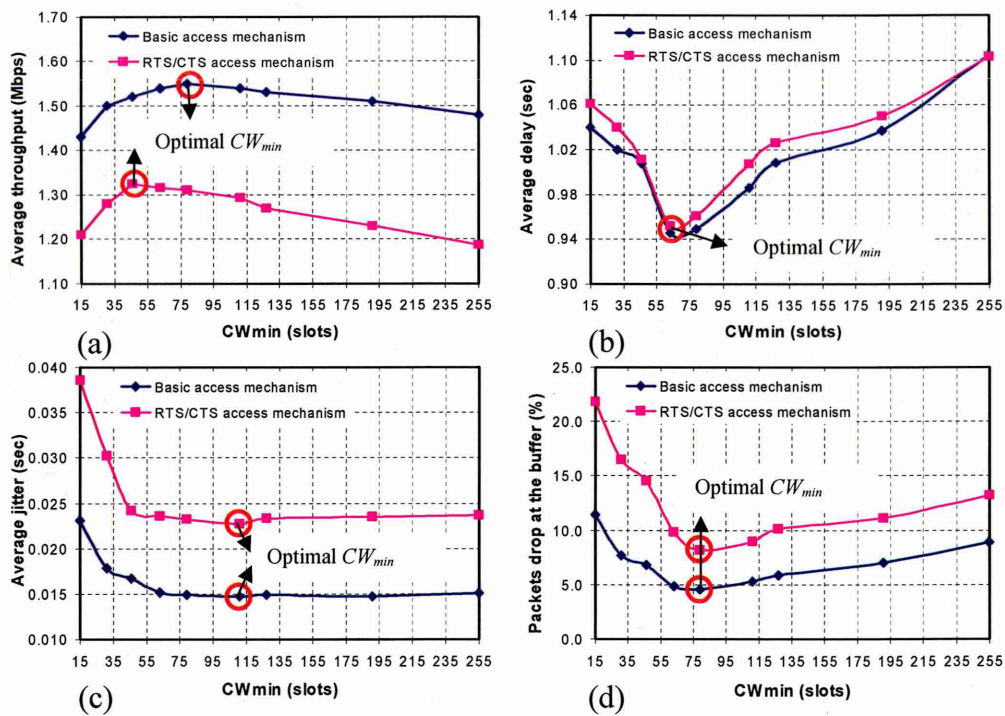 Average throughput (Mbps)
1.70
1.60
1.50
1.40
1.30
1.20
1.10
Basic access mechanism
RTS/CTS access mechanism
Optimal CWmin
15 35 55 75 95 115 135 155 175 195 215 235 255
CWmin (slots)
(a)
Average delay (sec)
1.14
1.10
1.06
1.02
0.98
0.94
0.90
Basic access mechanism
RTS/CTS access mechanism
Optimal CWmin
15 35 55 75 95 115 135 155 175 195 215 235 255
CWmin (slots)
(b)
Average jitter (sec)
0.040
0.035
0.030
0.025
0.020
0.015
0.010
Basic access mechanism
RTS/CTS access mechanism
Optimal CWmin
15 35 55 75 95 115 135 155 175 195 215 235 255
CWmin (slots)
(c)
Packets drop at the buffer (%)
25.0
20.0
15.0
10.0
5.0
0.0
Basic access mechanism
RTS/CTS access mechanism
Optimal CWmin
15 35 55 75 95 115 135 155 175 195 215 235 255
CWmin (slots)
(d)